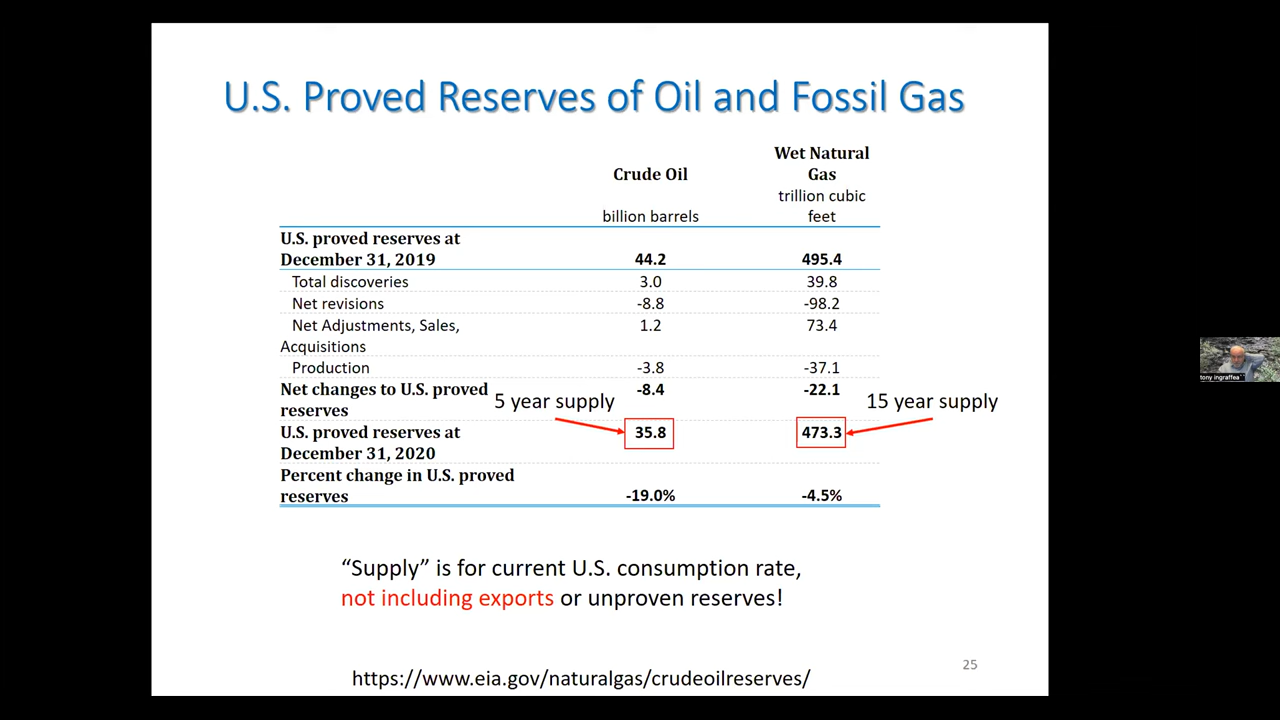 U.S. Proved Reserves of Oil and Fossil Gas
Crude Oil
billion barrels
Wet Natural
Gas
trillion cubic
feet
U.S. proved reserves at
December 31, 2019 44.2 495.4
Total discoveries 3.0 39.8
Net revisions -8.8 -98.2
Net Adjustments, Sales, 1.2 73.4
Acquisitions
Production -3.8 -37.1
Net changes to U.S. proved -8.4 -22.1
reserves
5 year supply
15 year supply
U.S. proved reserves at 35.8 473.3
December 31, 2020
Percent change in U.S. proved
reserves -19.0% -4.5%
“Supply” is for current U.S. consumption rate,
not including exports or unproven reserves!
25
https://www.eia.gov/naturalgas/crudeoilreserves/
tony ingraffea